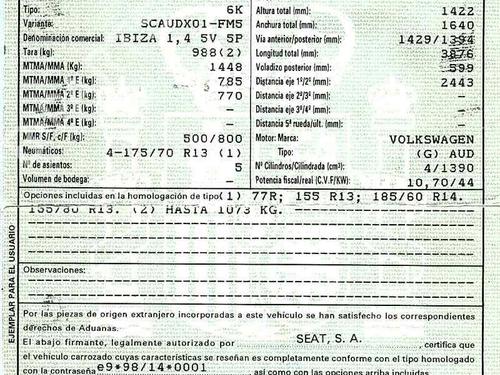 Tipo: 6K Altura total (mm): 1422
Variante: SCAUDX01-FM5 Anchura total (mm): 1640
Denominación comercial: IBIZA 1,4 5V 5P Vía anterior/posterior (mm): 1429/1394
Tara (kg) 988(2) Longitud total (mm): 3876
MTMA/MMA (Kg): 1448 Voladizo posterior (mm): 599
MTMA/MMA 1º E (kg): 785 Distancia eje 1º/2º (mm): 2443
MTMA/MMA 2º E (kg): 770 Distancia eje 2º/3º (mm): –
MTMA/MMA 3º E (kg): – Distancia eje 3º/4º (mm): –
MTMA/MMA 4º E (kg): – Distancia 5ª rueda/últ. (mm): –
MMR S/F, c/F (kg): 500/800 Motor: Marca: VOLKSWAGEN
Neumáticos: 4-175/70 R13 (1) Tipo: (G) AUD
Nº de asientos: 5 Nº Cilindros/Cilindrada (cm³): 4/1390
Volumen de bodega: – Potencia fiscal/real (C.V.F/KW): 10,70/44
Opciones incluidas en la homologación de tipo(1) 77R; 155 R13; 185/60 R14.
155/80 R13. (2) HASTA 1073 KG.
Observaciones:
Por las piezas de origen extranjero incorporadas a este vehículo se han satisfecho los correspondientes
derechos de Aduanas.
El abajo firmante, legalmente autorizado por SEAT, S.A. , certifica que
el vehículo carrozado cuyas características se reseñan es completamente conforme con el tipo homologado
con la contraseña e9*98/14*0001 así como con las opciones arriba incluidas.
EJEMPLAR PARA EL USUARIO